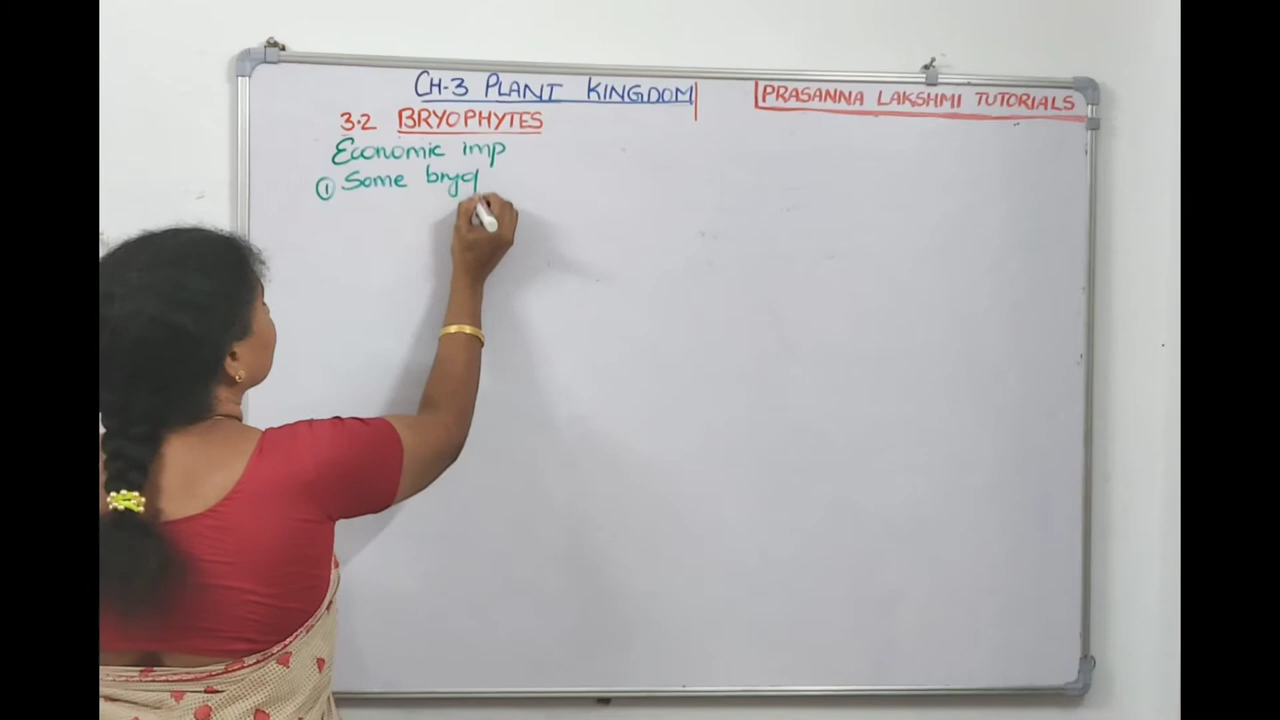 CH-3 PLANT KINGDOM
PRASANNA LAKSHMI TUTORIALS
3.2 BRYOPHYTES
Economic imp
① Some bryo